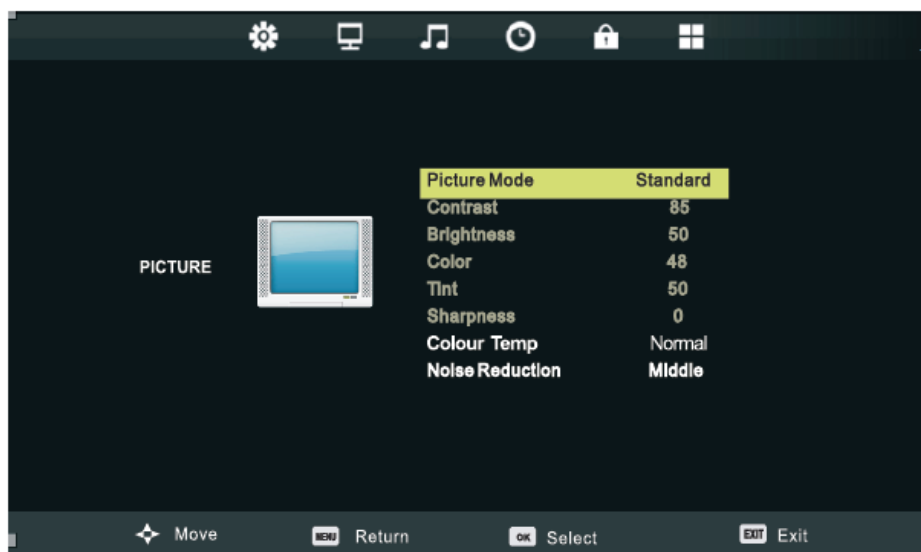 Picture Mode Standard
Contrast 85
Brightness 50
PICTURE
Color 48
Tint 50
Sharpness 0
Colour Temp Normal
Noise Reduction Middle
Move MENU Return OK Select EXIT Exit